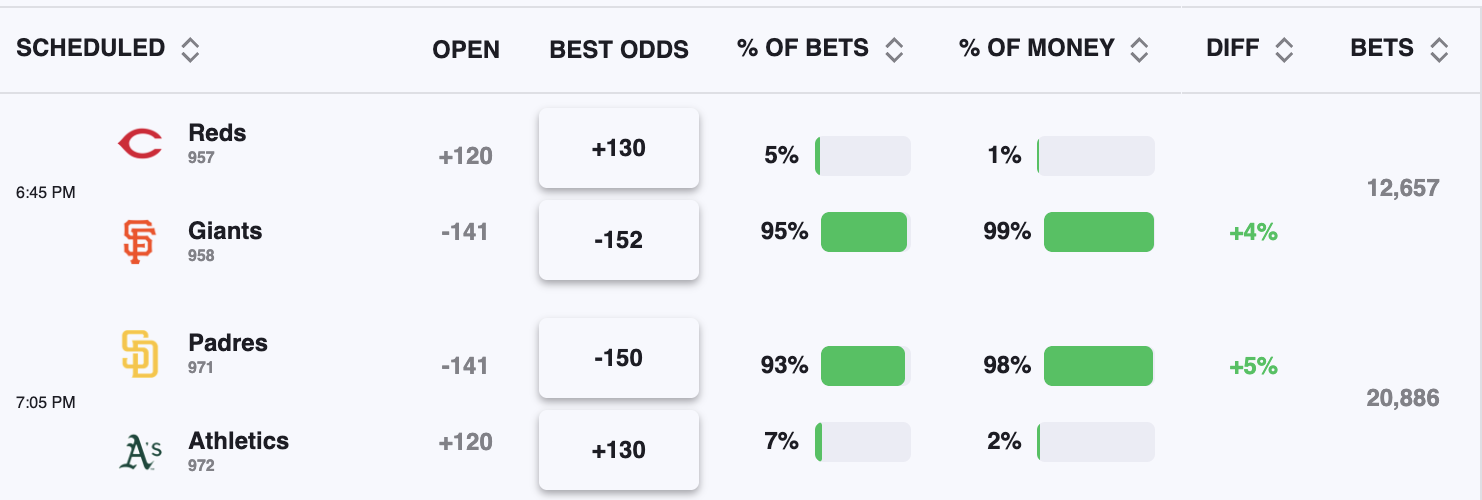 SCHEDULED OPEN BEST ODDS % OF BETS % OF MONEY DIFF BETS
Reds
957
+120 +130 5% 1%
6:45 PM
12,657
Giants
958
-141 -152 95% 99% +4%
Padres
971
-141 -150 93% 98% +5%
7:05 PM
20,886
A's
Athletics
972
+120 +130 7% 2%